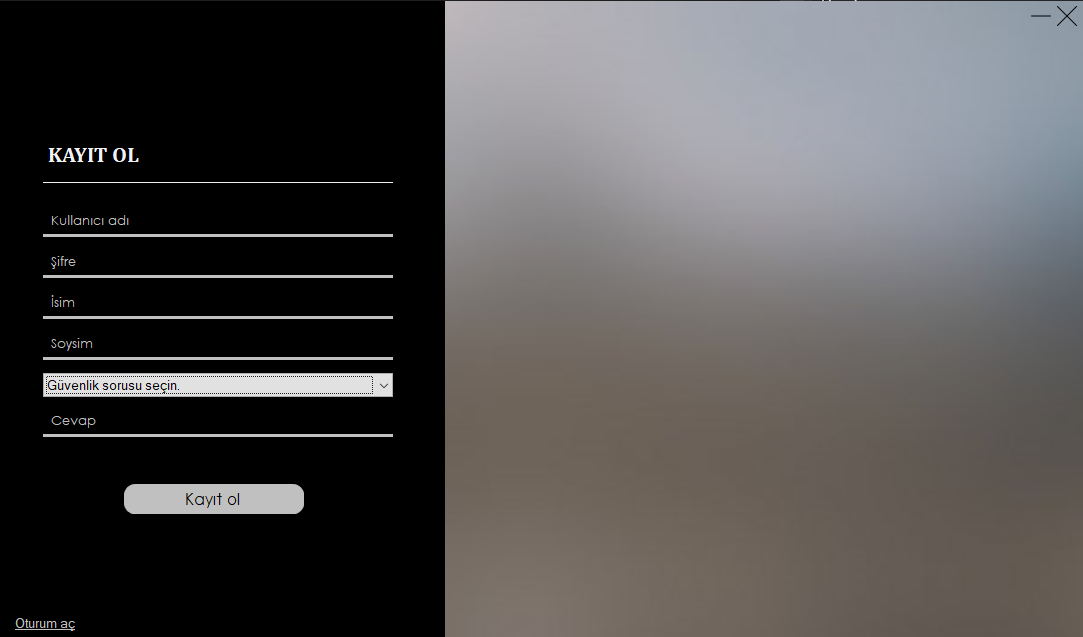 KAYIT OL
Kullanıcı adı
Şifre
İsim
Soysim
Güvenlik sorusu seçin.
Cevap
Kayıt ol
Oturum aç